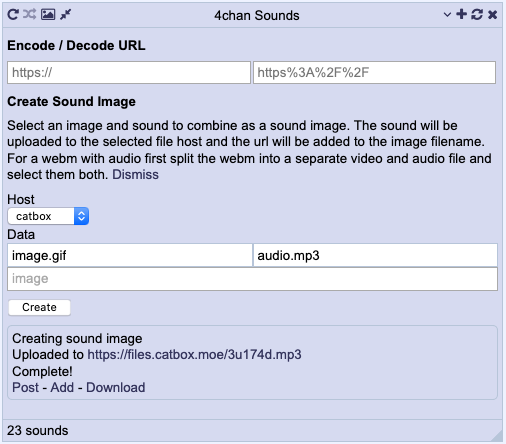 4chan Sounds
Encode / Decode URL
https:// https%3A%2F%2F
Create Sound Image
Select an image and sound to combine as a sound image. The sound will be
uploaded to the selected file host and the url will be added to the image filename.
For a webm with audio first split the webm into a separate video and audio file and
select them both. Dismiss
Host
catbox
Data
image.gif audio.mp3
image
Create
Creating sound image
Uploaded to https://files.catbox.moe/3u174d.mp3
Complete!
Post - Add - Download
23 sounds